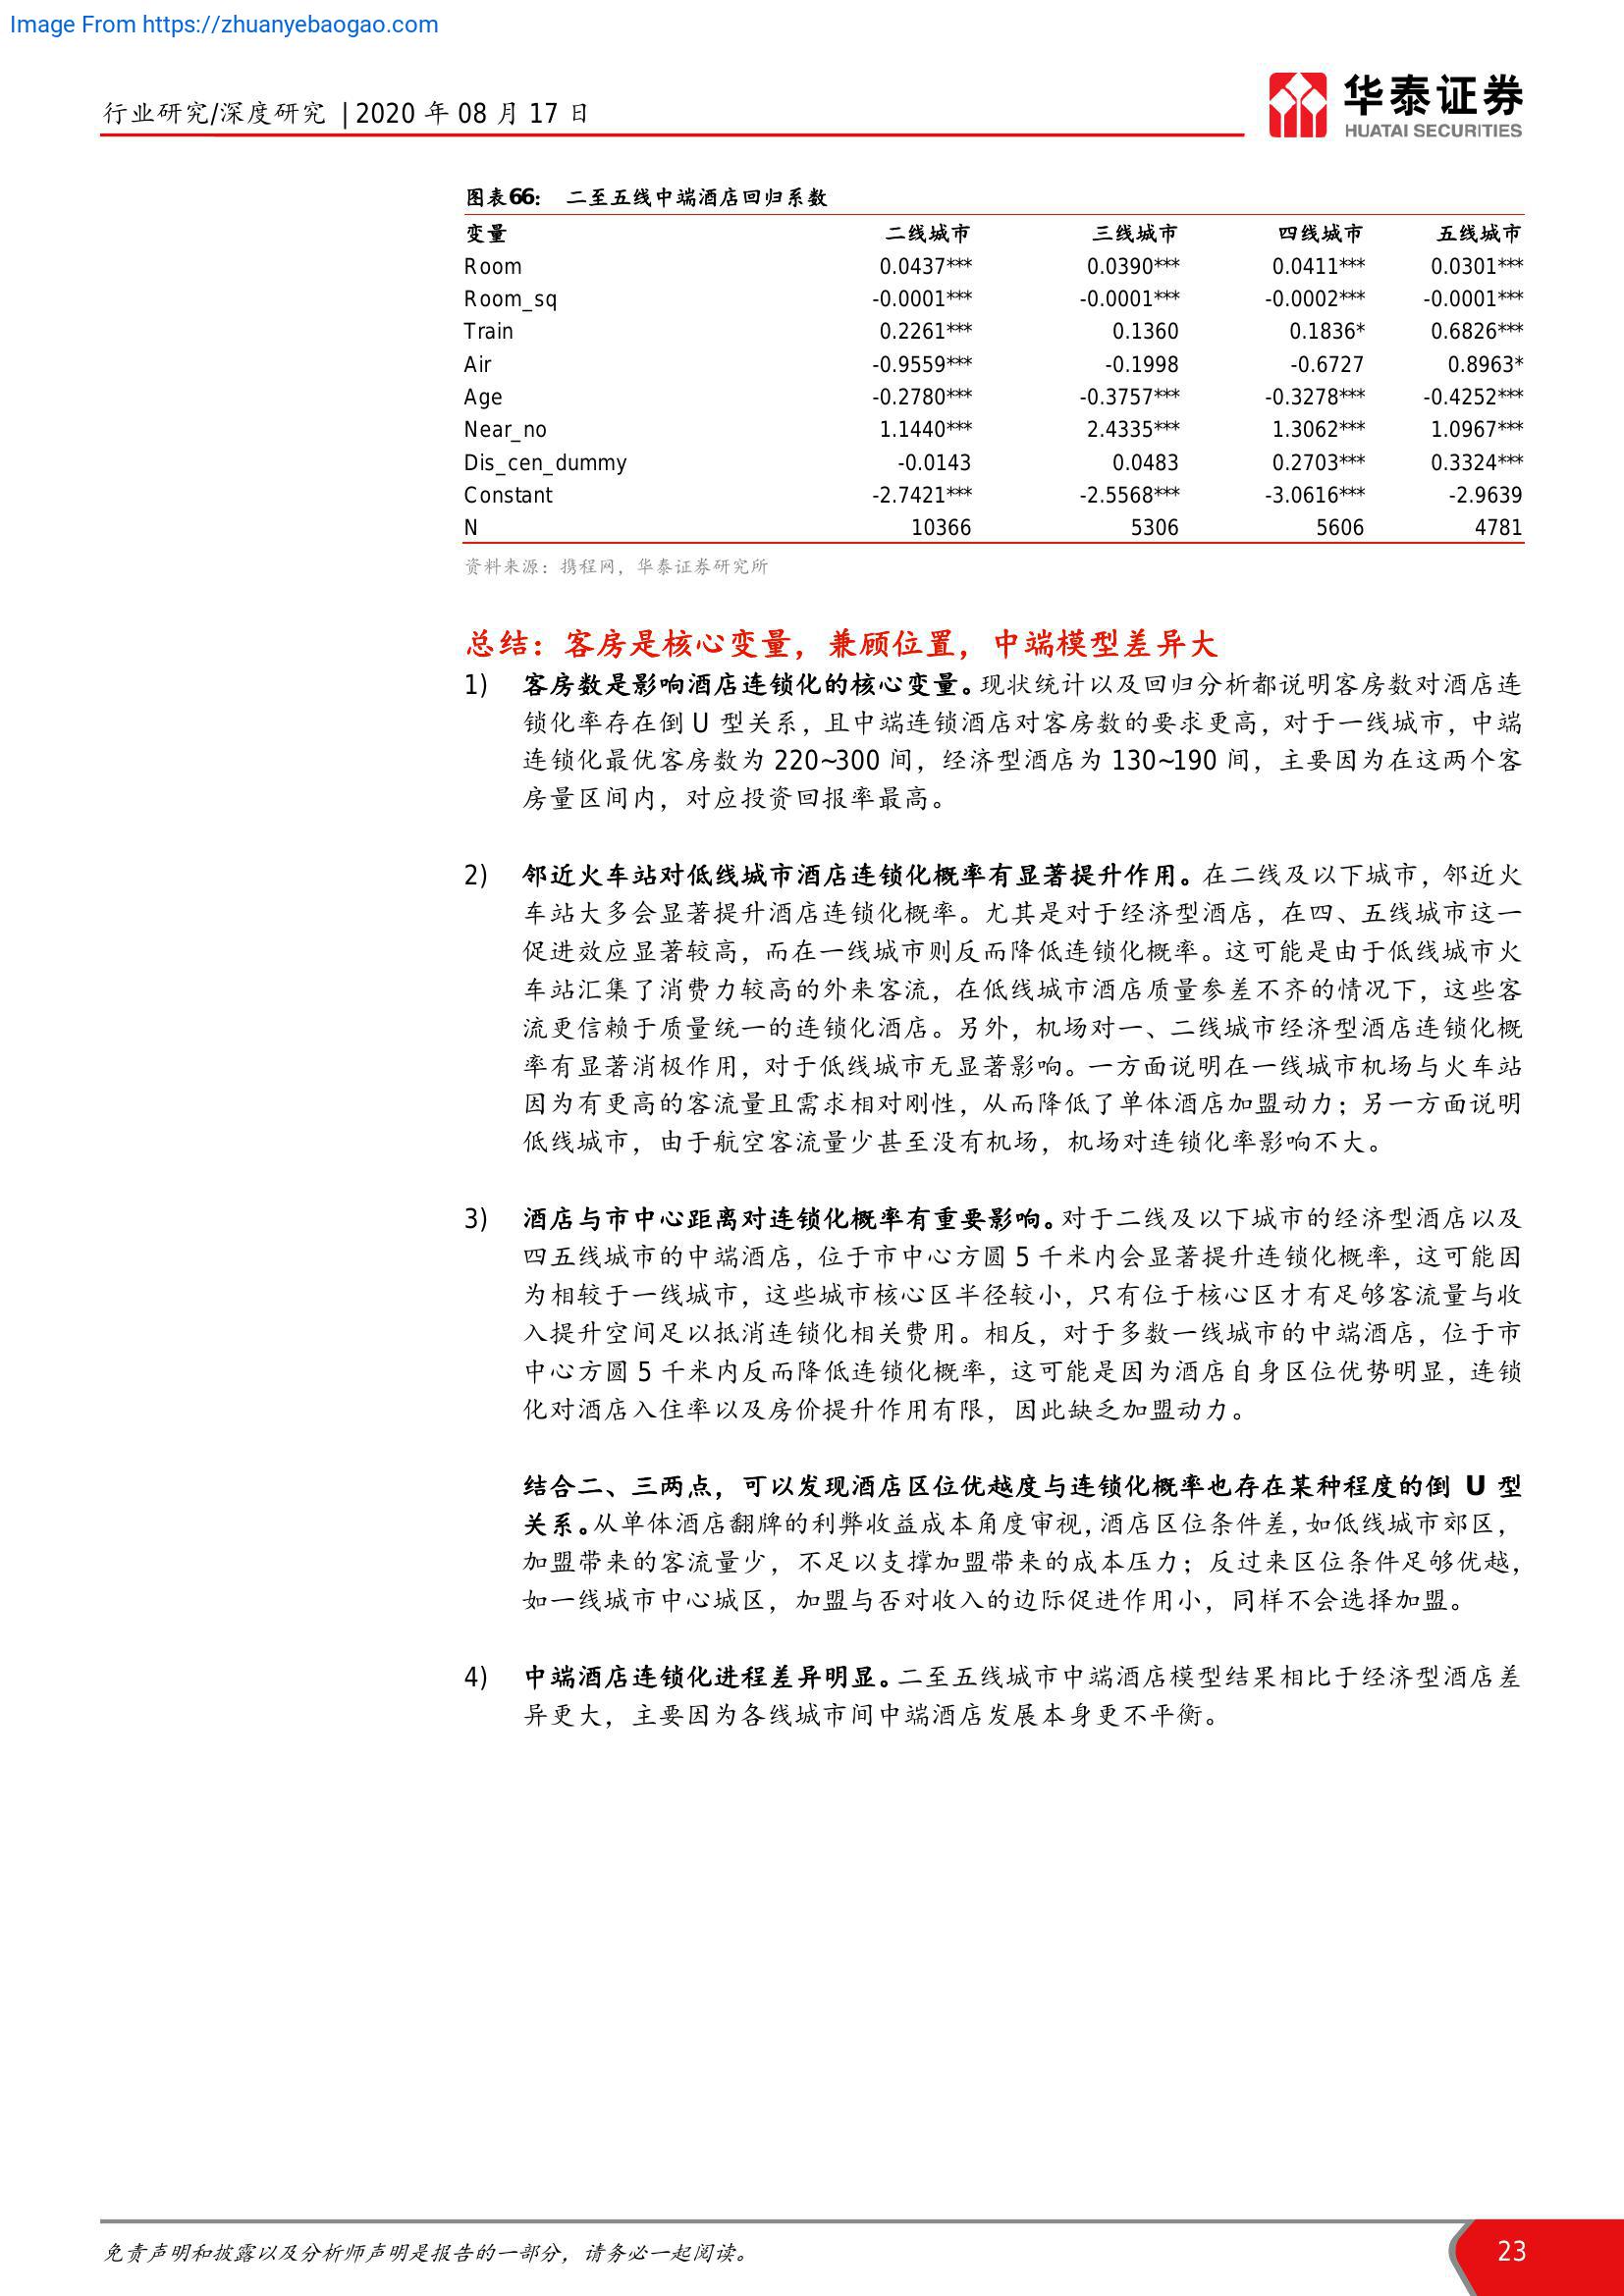 Image From https://zhuanyebaogao.com
行业研究/深度研究 | 2020 年 08 月 17 日
华泰证券
HUATAI SECURITIES
图表66： 二至五线中端酒店回归系数
变量 二线城市 三线城市 四线城市 五线城市
Room 0.0437*** 0.0390*** 0.0411*** 0.0301***
Room_sq -0.0001*** -0.0001*** -0.0002*** -0.0001***
Train 0.2261*** 0.1360 0.1836* 0.6826***
Air -0.9559*** -0.1998 -0.6727 0.8963*
Age -0.2780*** -0.3757*** -0.3278*** -0.4252***
Near_no 1.1440*** 2.4335*** 1.3062*** 1.0967***
Dis_cen_dummy -0.0143 0.0483 0.2703*** 0.3324***
Constant -2.7421*** -2.5568*** -3.0616*** -2.9639
N 10366 5306 5606 4781
资料来源：携程网，华泰证券研究所
总结：客房是核心变量，兼顾位置，中端模型差异大
1) 客房数是影响酒店连锁化的核心变量。现状统计以及回归分析都说明客房数对酒店连
锁化率存在倒 U 型关系，且中端连锁酒店对客房数的要求更高，对于一线城市，中端
连锁化最优客房数为 220~300 间，经济型酒店为 130~190 间，主要因为在这两个客
房量区间内，对应投资回报率最高。
2) 邻近火车站对低线城市酒店连锁化概率有显著提升作用。在二线及以下城市，邻近火
车站大多会显著提升酒店连锁化概率。尤其是对于经济型酒店，在四、五线城市这一
促进效应显著较高，而在一线城市则反而降低连锁化概率。这可能是由于低线城市火
车站汇集了消费力较高的外来客流，在低线城市酒店质量参差不齐的情况下，这些客
流更信赖于质量统一的连锁化酒店。另外，机场对一、二线城市经济型酒店连锁化概
率有显著消极作用，对于低线城市无显著影响。一方面说明在一线城市机场与火车站
因为有更高的客流量且需求相对刚性，从而降低了单体酒店加盟动力；另一方面说明
低线城市，由于航空客流量少甚至没有机场，机场对连锁化率影响不大。
3) 酒店与市中心距离对连锁化概率有重要影响。对于二线及以下城市的经济型酒店以及
四五线城市的中端酒店，位于市中心方圆 5 千米内会显著提升连锁化概率，这可能因
为相较于一线城市，这些城市核心区半径较小，只有位于核心区才有足够客流量与收
入提升空间足以抵消连锁化相关费用。相反，对于多数一线城市的中端酒店，位于市
中心方圆 5 千米内反而降低连锁化概率，这可能是因为酒店自身区位优势明显，连锁
化对酒店入住率以及房价提升作用有限，因此缺乏加盟动力。
结合二、三两点，可以发现酒店区位优越度与连锁化概率也存在某种程度的倒 U 型
关系。从单体酒店翻牌的利弊收益成本角度审视，酒店区位条件差，如低线城市郊区，
加盟带来的客流量少，不足以支撑加盟带来的成本压力；反过来区位条件足够优越，
如一线城市中心城区，加盟与否对收入的边际促进作用小，同样不会选择加盟。
4) 中端酒店连锁化进程差异明显。二至五线城市中端酒店模型结果相比于经济型酒店差
异更大，主要因为各线城市间中端酒店发展本身更不平衡。
免责声明和披露以及分析师声明是报告的一部分，请务必一起阅读。
23